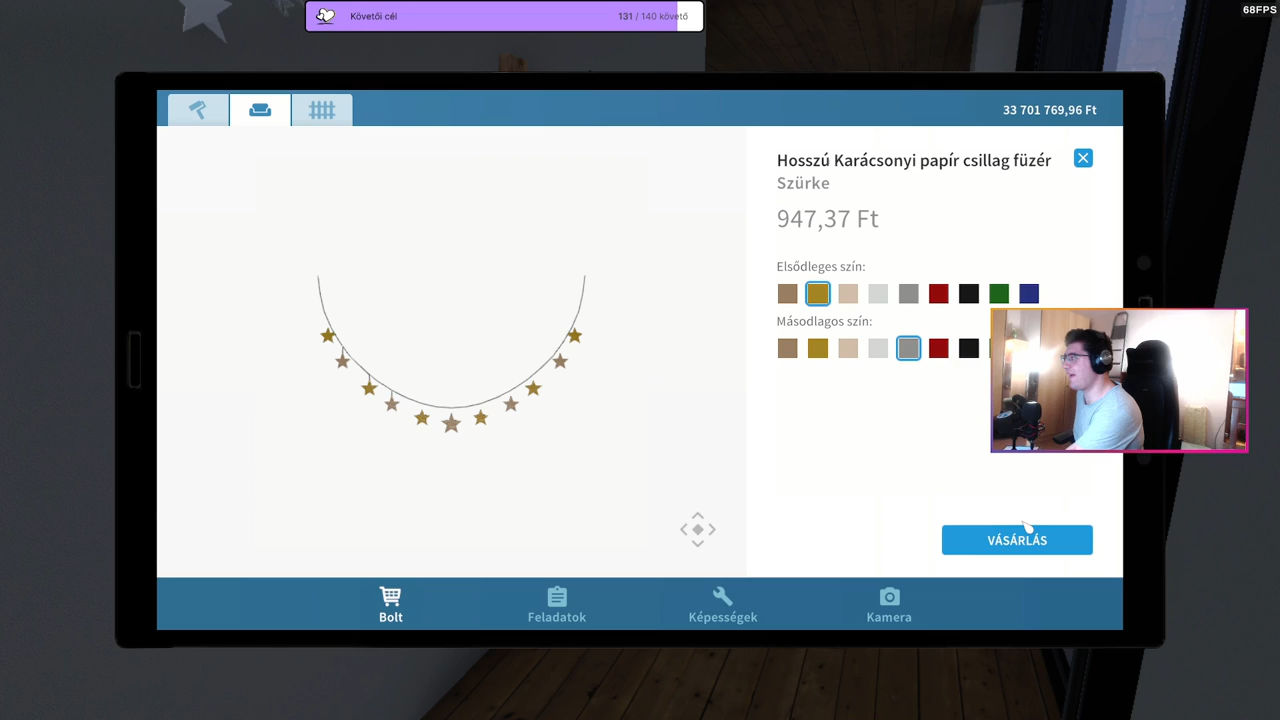 Követői cél
131 / 140 követő
68FPS
33 701 769,96 Ft
Hosszú Karácsonyi papír csillag füzér
Szürke
947,37 Ft
Elsődleges szín:
Másodlagos szín:
VÁSÁRLÁS
Bolt
Feladatok
Képességek
Kamera